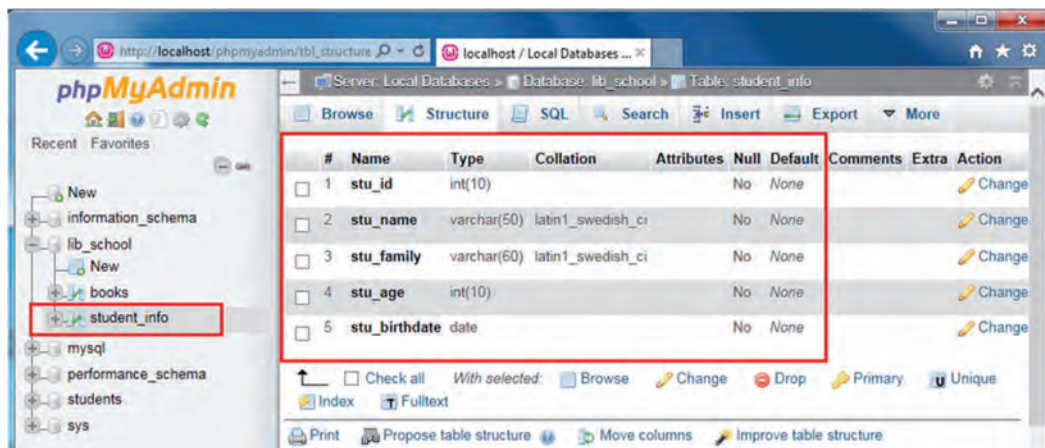 http://localhost/phpmyadmin/tbl_structure
localhost / Local Databases ...
phpMyAdmin
Recent Favorites
New
information_schema
lib_school
New
books
student_info
mysql
performance_schema
students
sys
Server: Local Databases » Database: lib_school » Table: student_info
Browse Structure SQL Search Insert Export More
# Name Type Collation Attributes Null Default Comments Extra Action
1 stu_id int(10) No None Change
2 stu_name varchar(50) latin1_swedish_ci No None Change
3 stu_family varchar(60) latin1_swedish_ci No None Change
4 stu_age int(10) No None Change
5 stu_birthdate date No None Change
Check all With selected: Browse Change Drop Primary Unique
Index Fulltext
Print Propose table structure Move columns Improve table structure